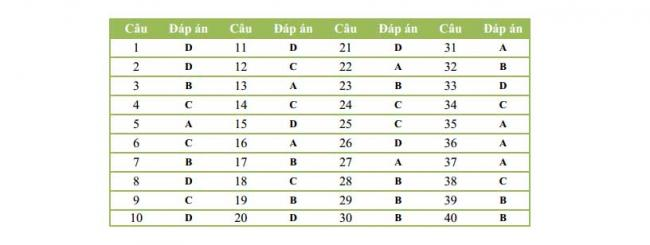 Câu Đáp án Câu Đáp án Câu Đáp án Câu Đáp án
1 D 11 D 21 D 31 A
2 D 12 C 22 A 32 B
3 B 13 A 23 B 33 D
4 C 14 C 24 C 34 C
5 A 15 D 25 C 35 A
6 C 16 A 26 D 36 A
7 B 17 B 27 A 37 A
8 D 18 C 28 B 38 C
9 C 19 B 29 B 39 B
10 D 20 D 30 B 40 B